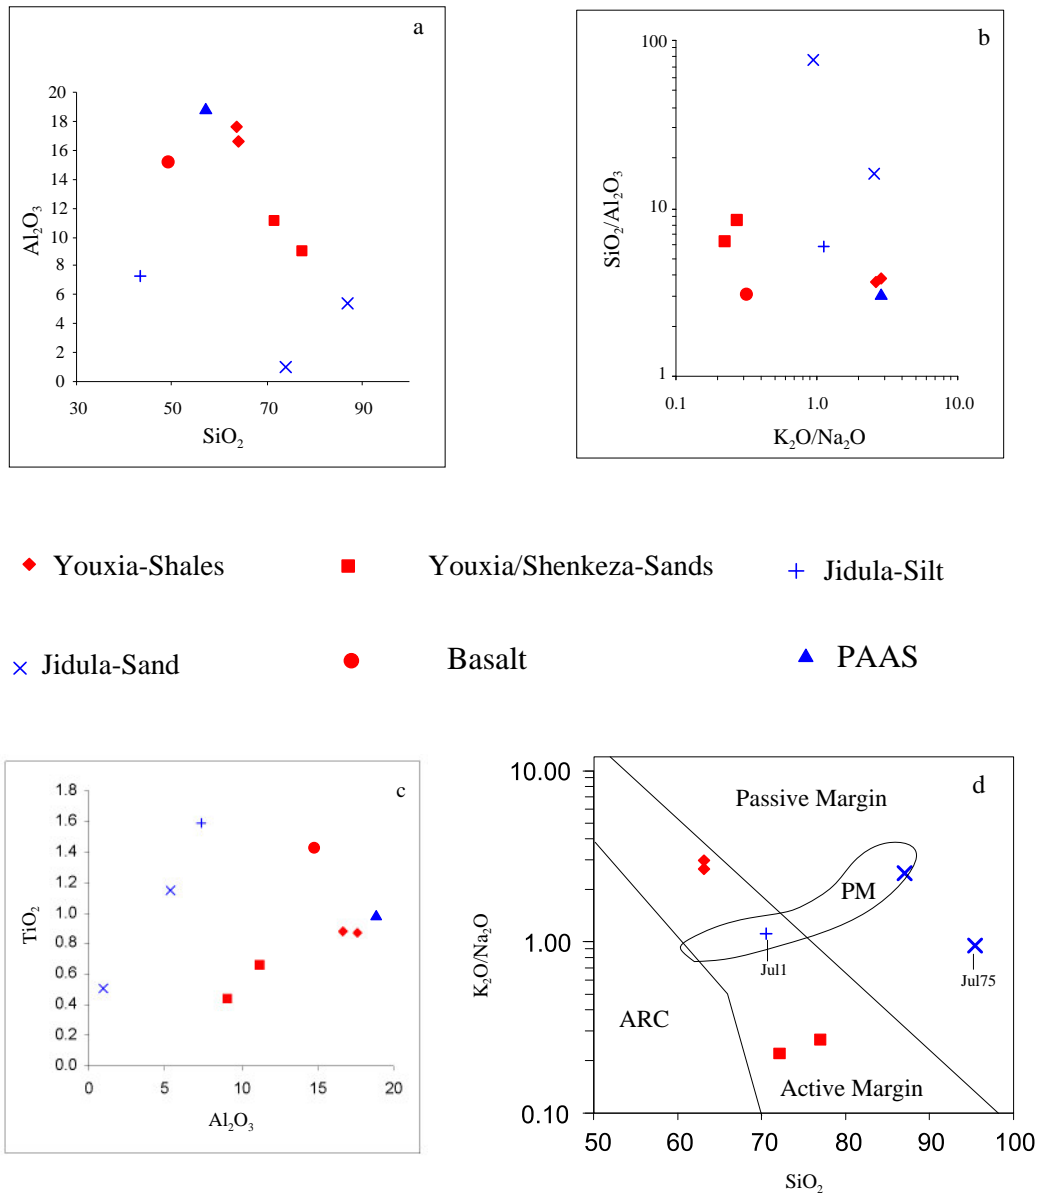 a
20
18
16
14
12
10
8
6
4
2
0
Al₂O₃
30 50 70 90
SiO₂
b
100
10
1
SiO₂/Al₂O₃
0.1 1.0 10.0
K₂O/Na₂O
Youxia-Shales
Youxia/Shenkeza-Sands
Jidula-Silt
Jidula-Sand
Basalt
PAAS
c
1.8
1.6
1.4
1.2
1.0
0.8
0.6
0.4
0.2
0.0
TiO₂
0 5 10 15 20
Al₂O₃
d
10.00
1.00
0.10
K₂O/Na₂O
Passive Margin
PM
Jul1
Jul75
ARC
Active Margin
50 60 70 80 90 100
SiO₂